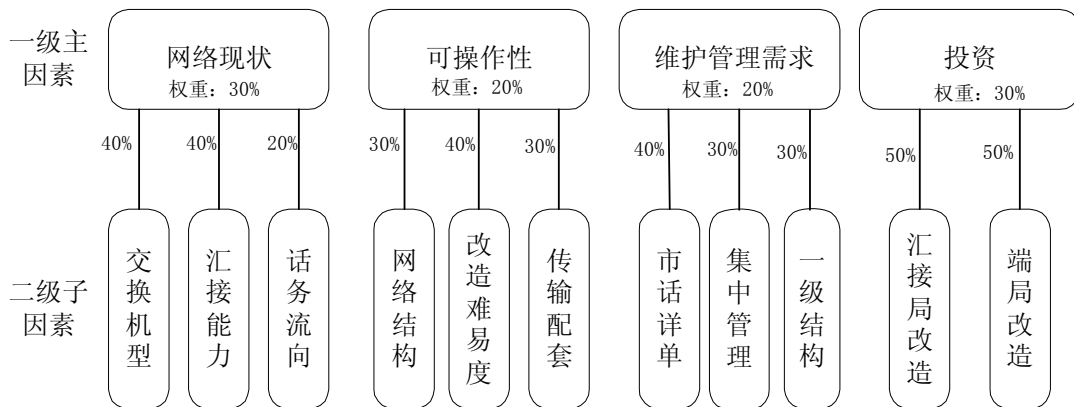 一级主
因素
网络现状
权重：30%
可操作性
权重：20%
维护管理需求
权重：20%
投资
权重：30%
40%
40%
20%
30%
40%
30%
40%
30%
30%
50%
50%
二级子
因素
交换机型
汇接能力
话务流向
网络结构
改造难易度
传输配套
市话详单
集中管理
一级结构
汇接局改造
端局改造